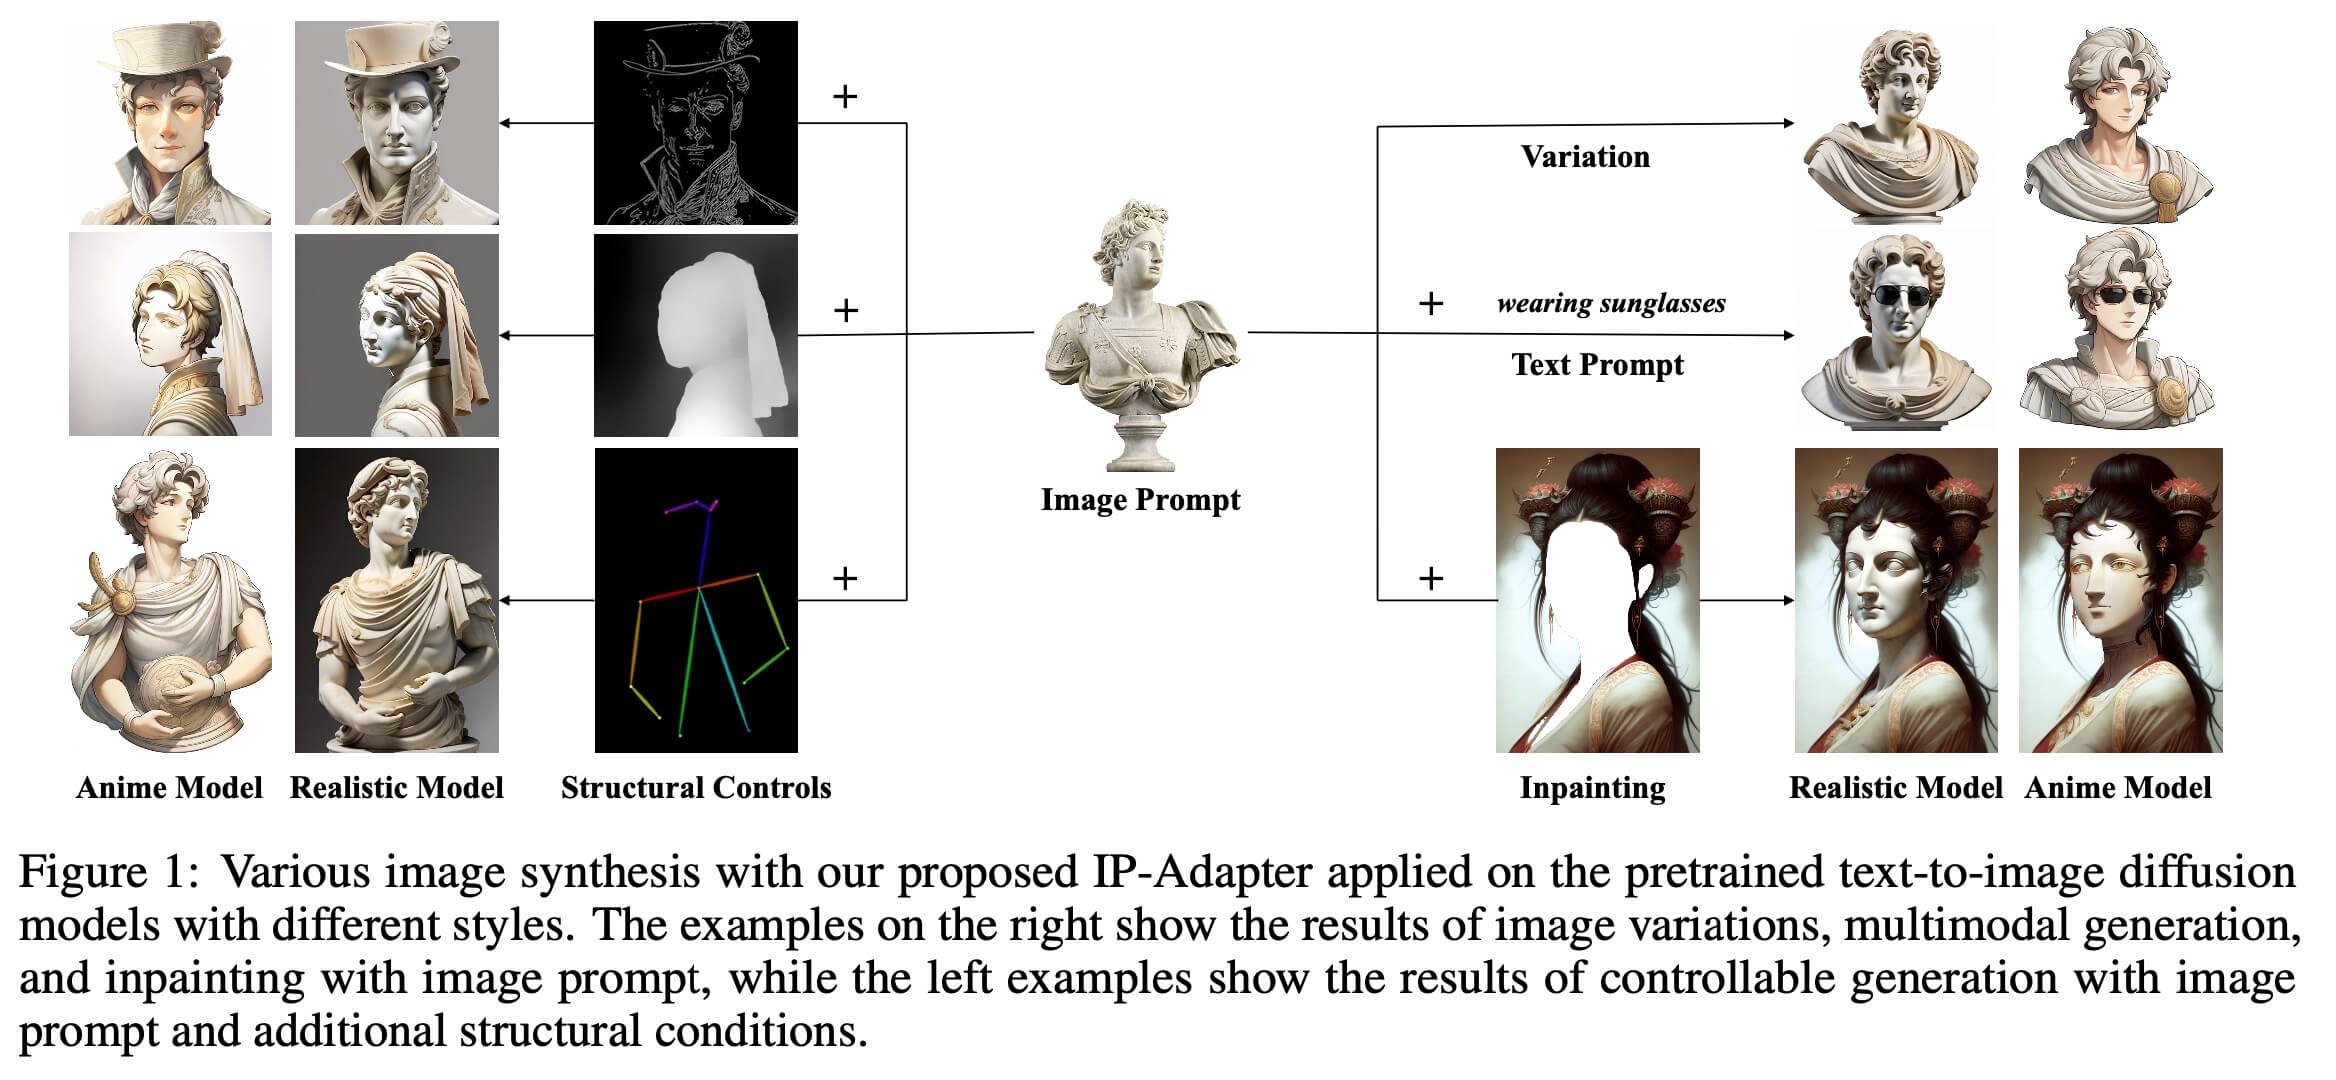 Variation
wearing sunglasses
Text Prompt
Image Prompt
Anime Model
Realistic Model
Structural Controls
Inpainting
Realistic Model
Anime Model
Figure 1: Various image synthesis with our proposed IP-Adapter applied on the pretrained text-to-image diffusion
models with different styles. The examples on the right show the results of image variations, multimodal generation,
and inpainting with image prompt, while the left examples show the results of controllable generation with image
prompt and additional structural conditions.